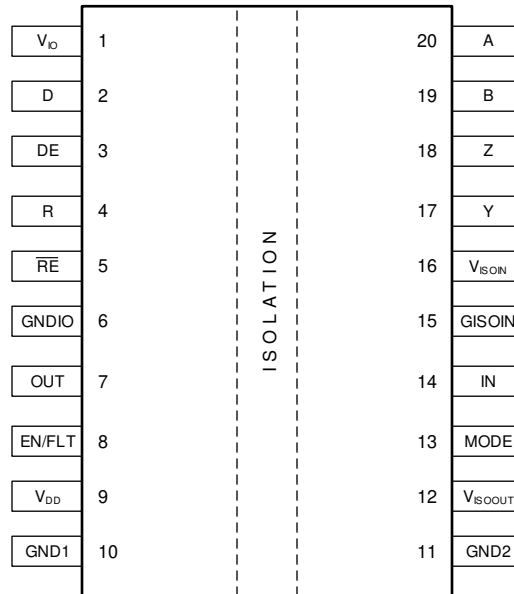 V_IO 1 20 A
D 2 19 B
DE 3 18 Z
R 4 17 Y
R̅E̅ 5 16 V_ISOIN
GNDIO 6 15 GISOIN
OUT 7 14 IN
EN/FLT 8 13 MODE
V_DD 9 12 V_ISOOUT
GND1 10 11 GND2
ISOLATION